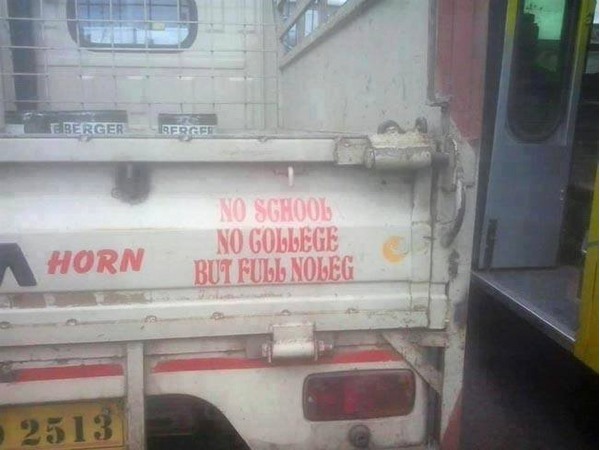 BERGER BERGER
NO SCHOOL
NO COLLEGE
BUT FULL NOLEG
HORN
2513